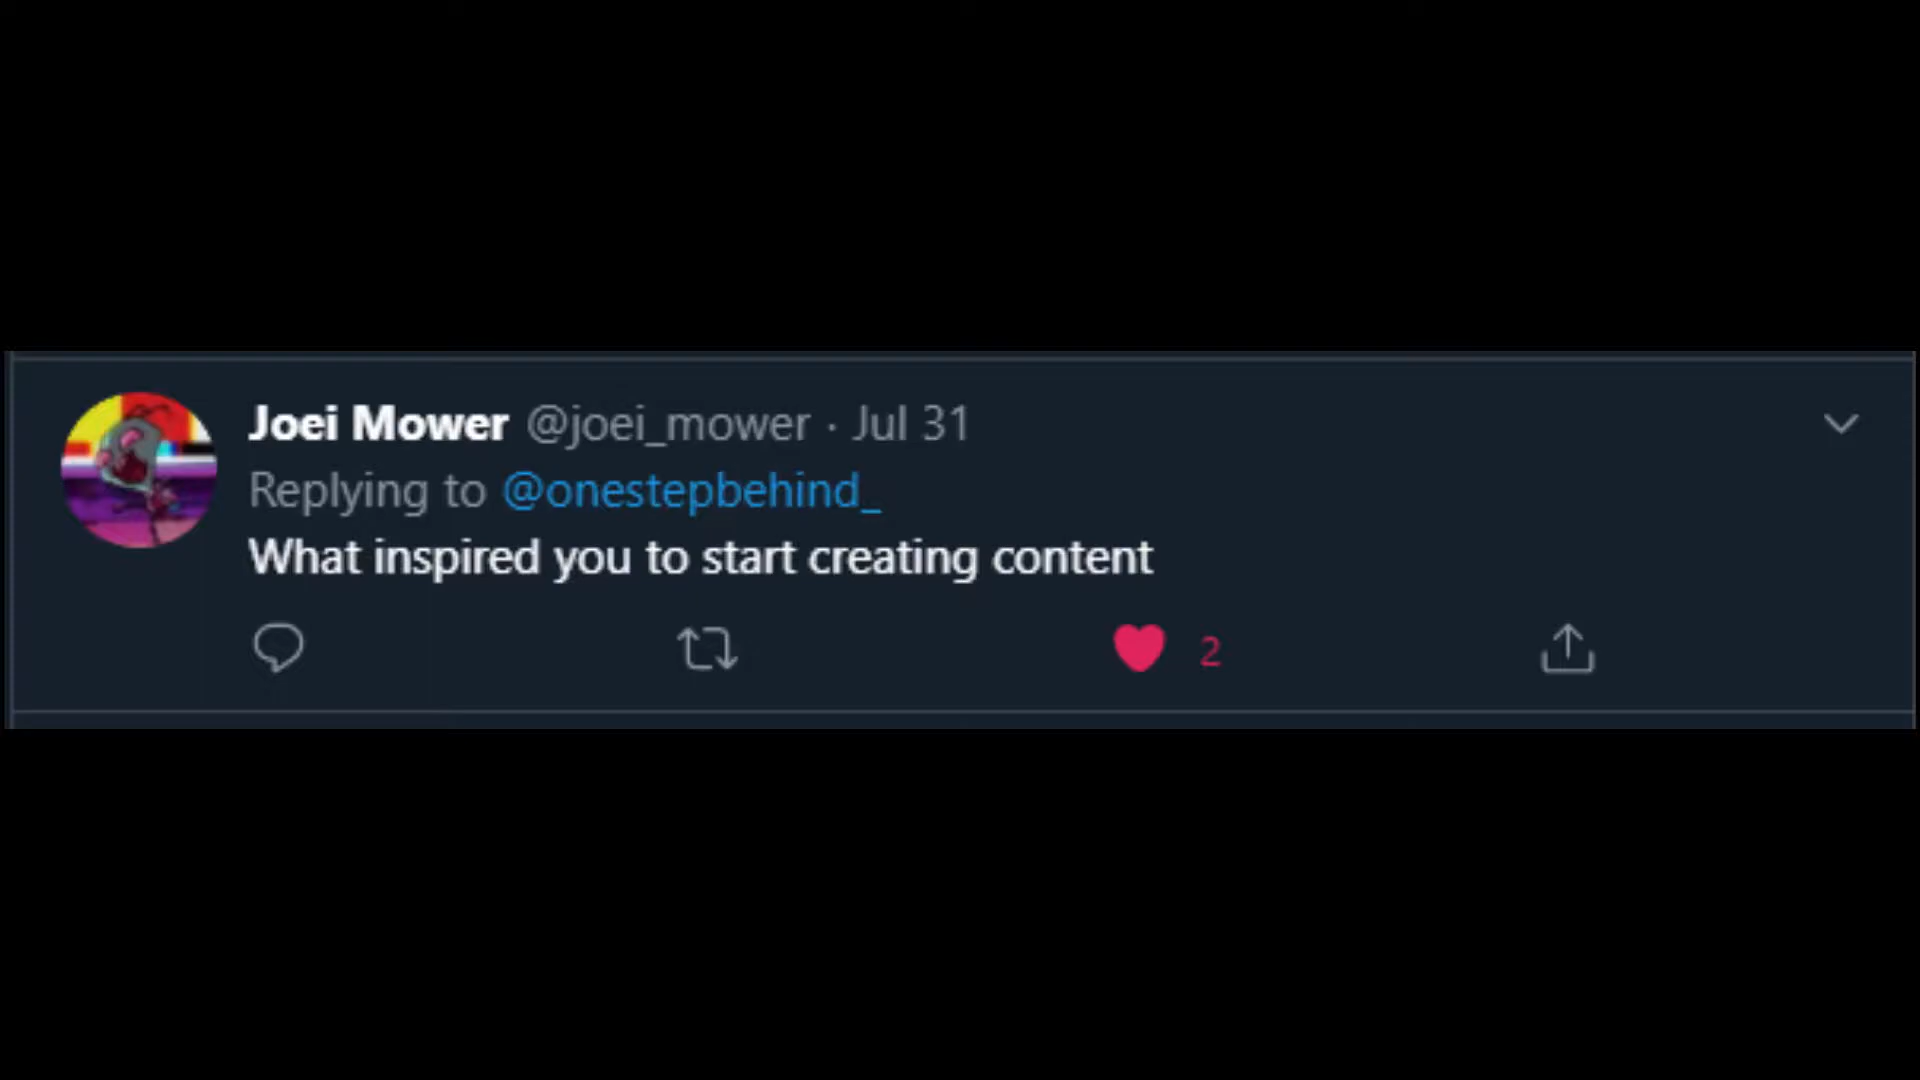 Joei Mower @joei_mower · Jul 31
Replying to @onestepbehind_
What inspired you to start creating content
2